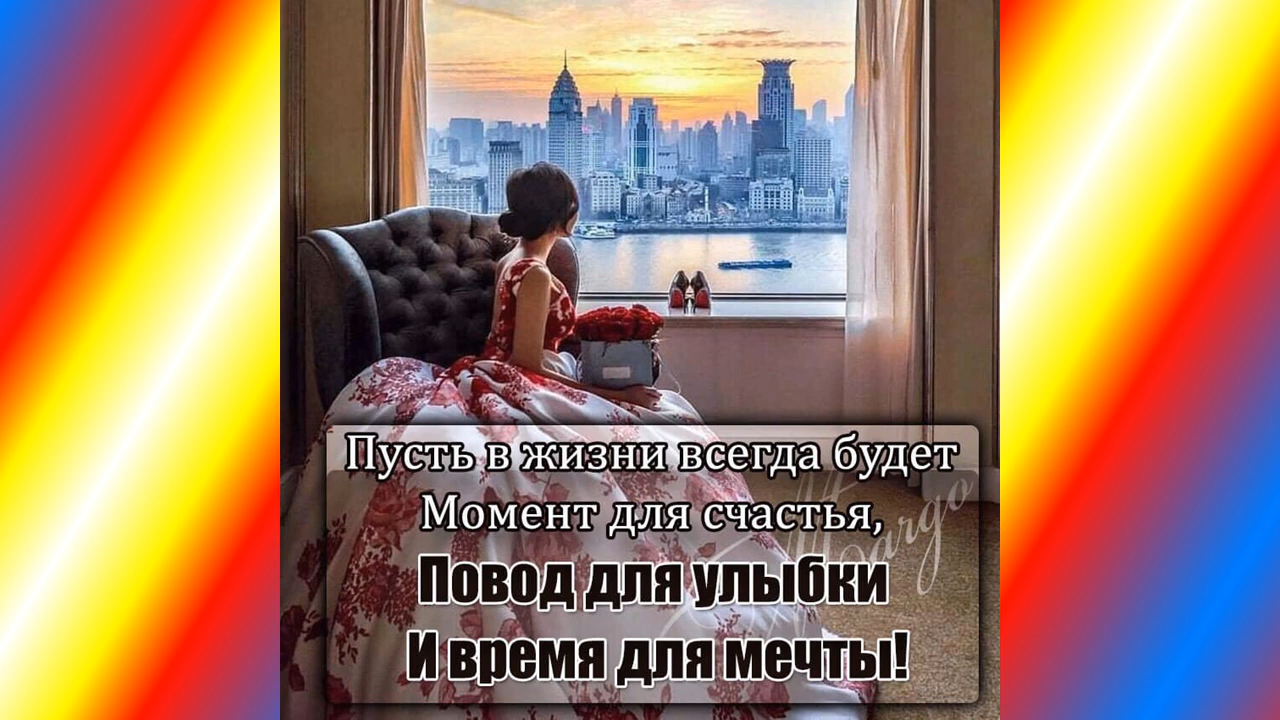 Пусть в жизни всегда будет
Момент для счастья,
Повод для улыбки
И время для мечты!